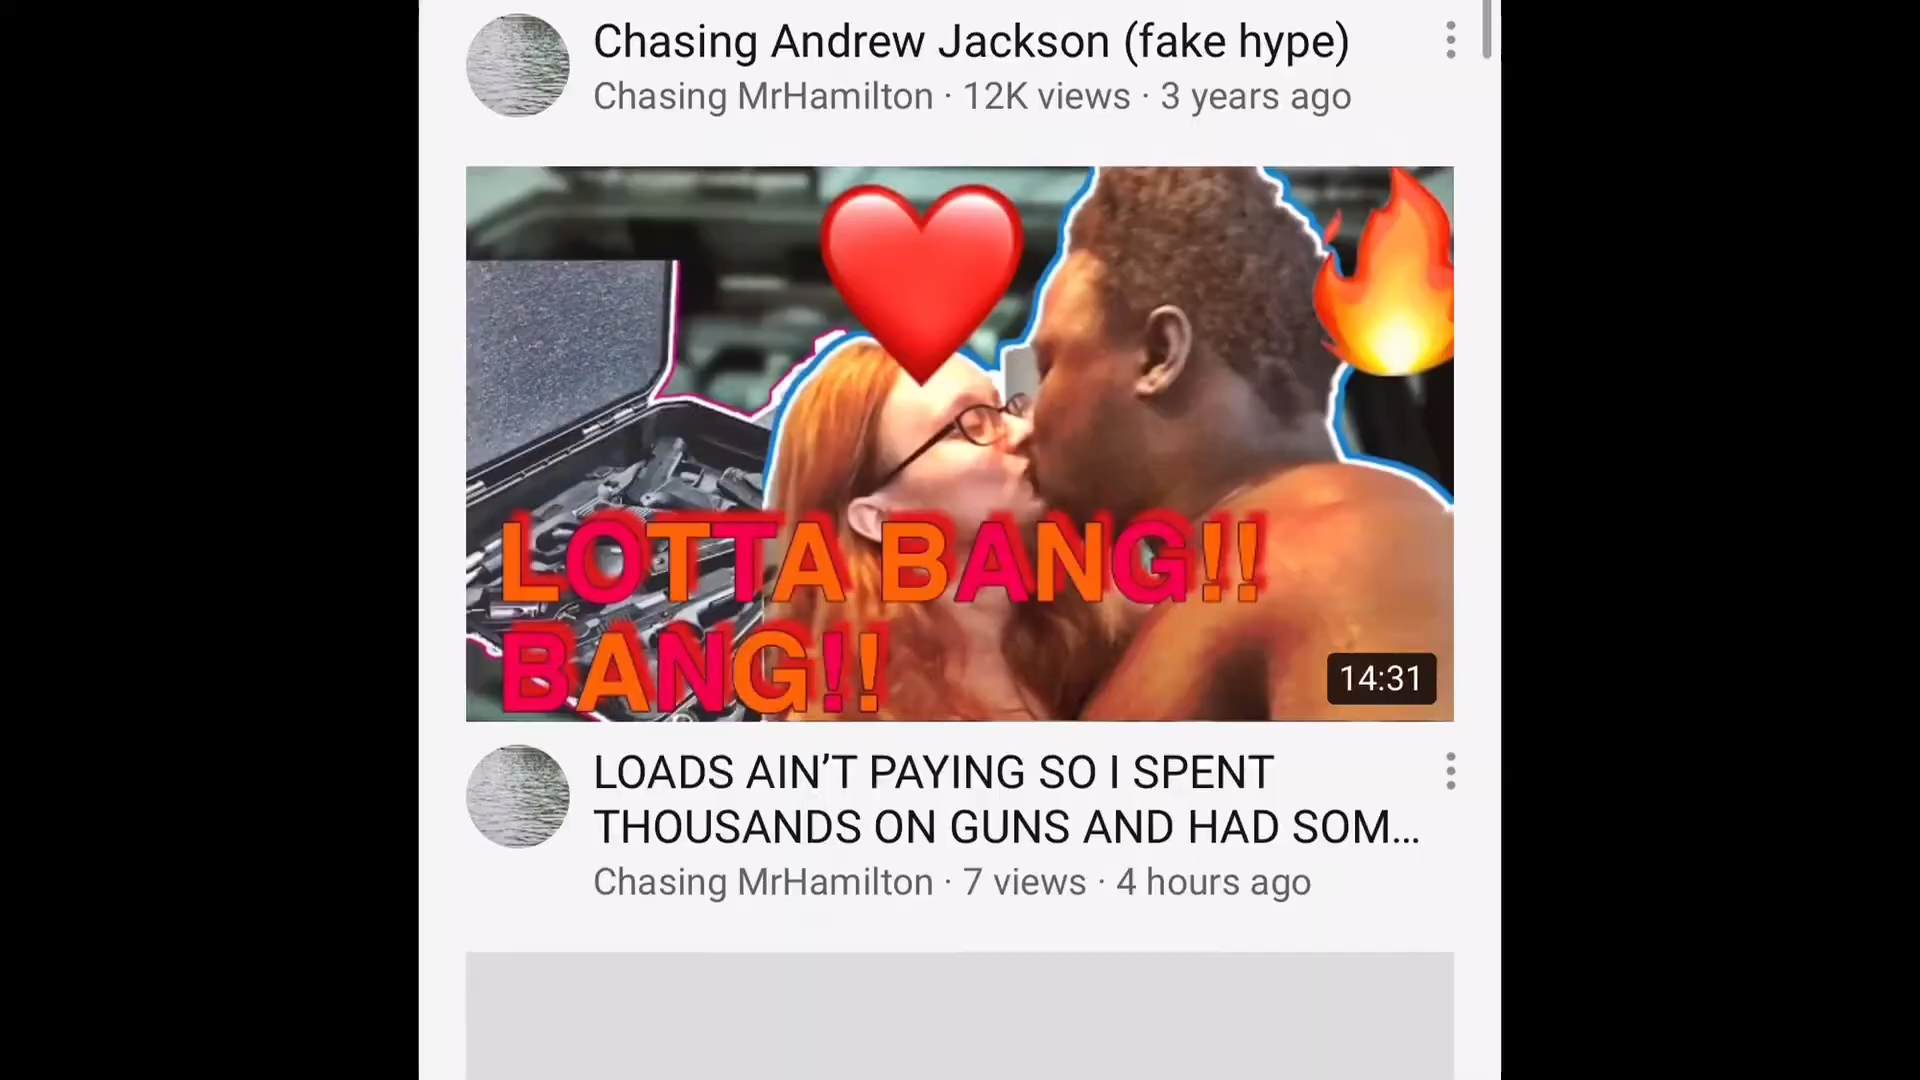 Chasing Andrew Jackson (fake hype)
Chasing MrHamilton · 12K views · 3 years ago
LOTTA BANG!!
BANG!!
14:31
LOADS AIN’T PAYING SO I SPENT
THOUSANDS ON GUNS AND HAD SOM...
Chasing MrHamilton · 7 views · 4 hours ago